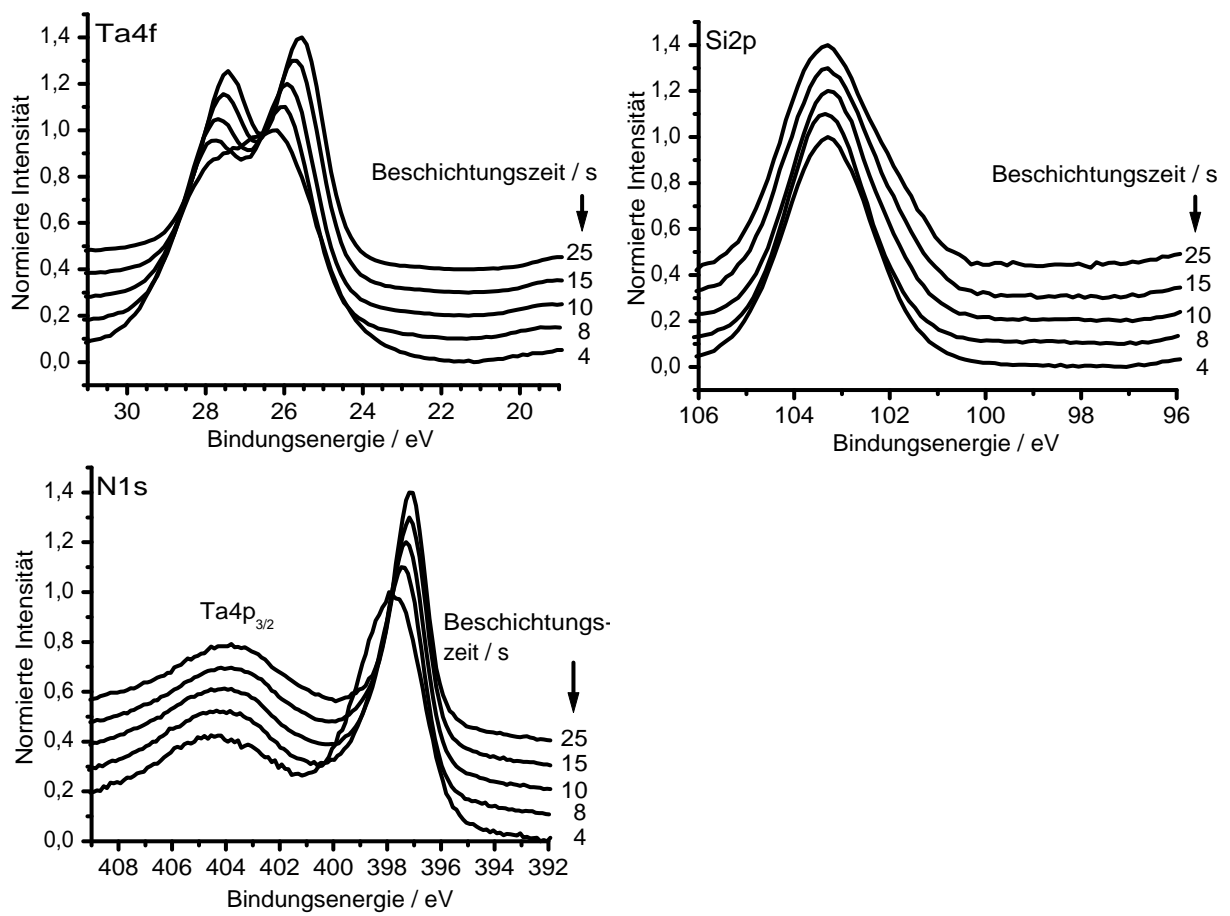 Ta4f
Normierte Intensität
1,4
1,2
1,0
0,8
0,6
0,4
0,2
0,0
Beschichtungszeit / s
25
15
10
8
4
30 28 26 24 22 20
Bindungsenergie / eV
Si2p
Normierte Intensität
1,4
1,2
1,0
0,8
0,6
0,4
0,2
0,0
Beschichtungszeit / s
25
15
10
8
4
106 104 102 100 98 96
Bindungsenergie / eV
N1s
Normierte Intensität
1,4
1,2
1,0
0,8
0,6
0,4
0,2
0,0
Ta4p3/2
Beschichtungs-
zeit / s
25
15
10
8
4
408 406 404 402 400 398 396 394 392
Bindungsenergie / eV